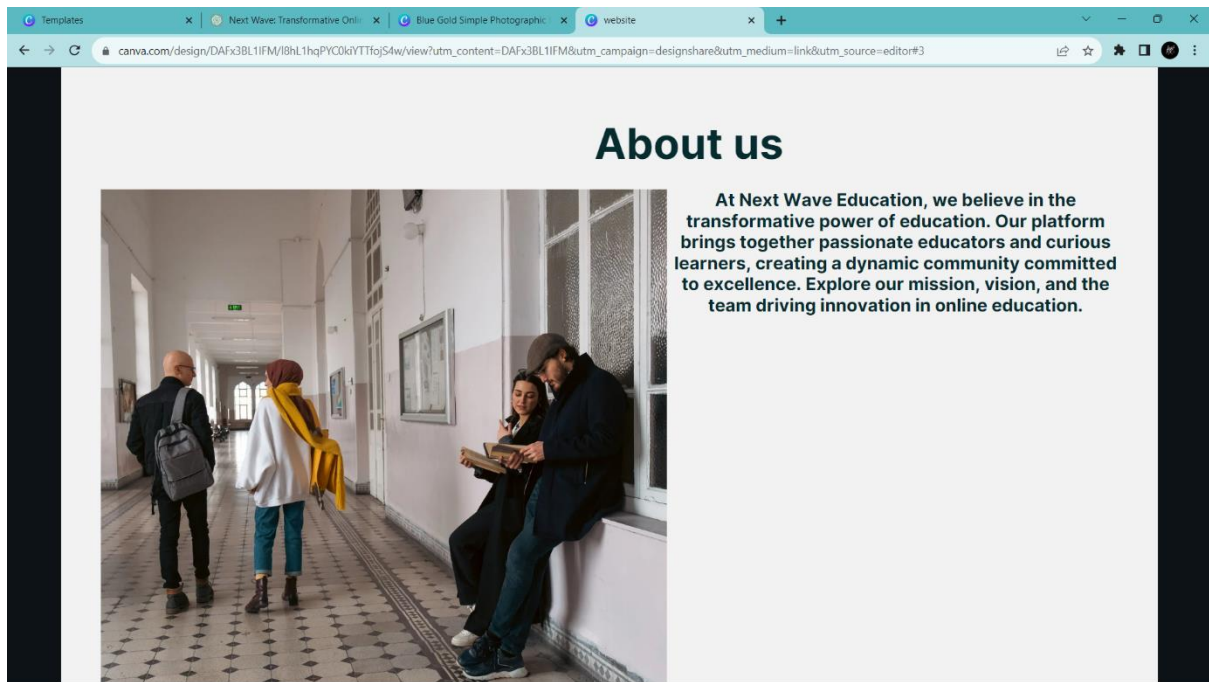 Templates
Next Wave: Transformative Onli
Blue Gold Simple Photographic
website
canva.com/design/DAFx3BL1IFM/l8hL1hqPYC0kiYTTfojS4w/view?utm_content=DAFx3BL1IFM&utm_campaign=designshare&utm_medium=link&utm_source=editor#3
About us
At Next Wave Education, we believe in the
transformative power of education. Our platform
brings together passionate educators and curious
learners, creating a dynamic community committed
to excellence. Explore our mission, vision, and the
team driving innovation in online education.